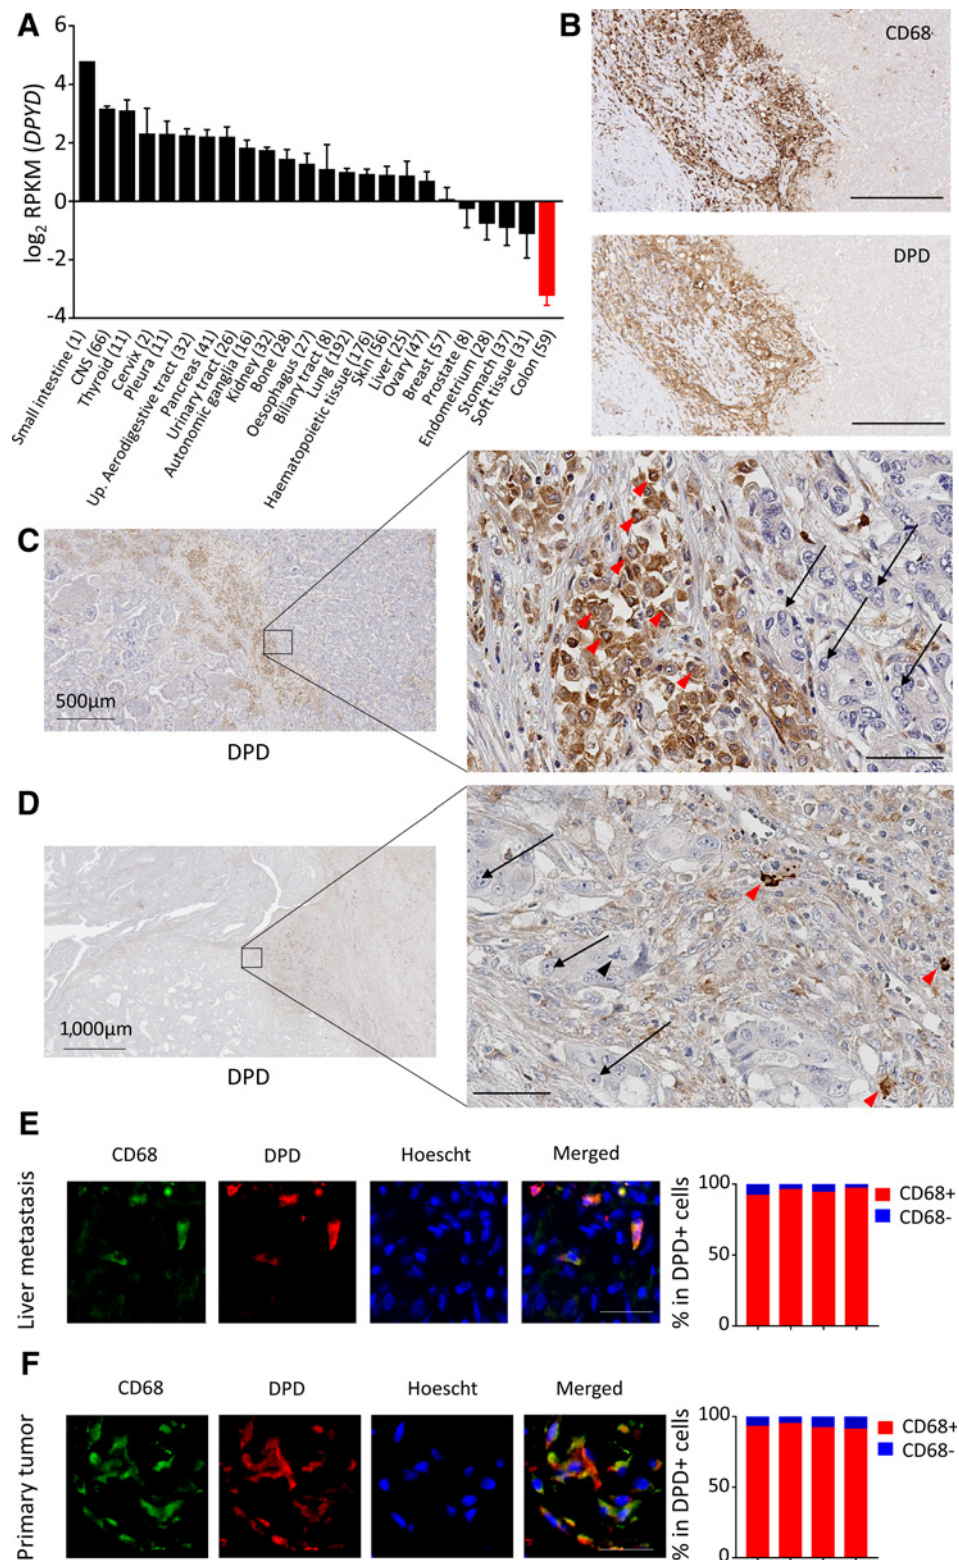 A
log2 RPKM (DPYD)
6
4
2
0
-2
-4
Small intestine (1)
CNS (66)
Thyroid (11)
Cervix (2)
Pleura (11)
Up. Aerodigestive tract (32)
Pancreas (41)
Urinary tract (26)
Autonomic ganglia (16)
Kidney (32)
Bone (28)
Oesophagus (27)
Biliary tract (8)
Lung (192)
Haematopoietic tissue (176)
Skin (56)
Liver (25)
Ovary (47)
Breast (57)
Prostate (8)
Endometrium (28)
Stomach (37)
Soft tissue (31)
Colon (59)
B
CD68
DPD
C
500µm
DPD
D
1,000µm
DPD
E
CD68 DPD Hoescht Merged
Liver metastasis
% in DPD+ cells
100
50
0
CD68+
CD68-
F
CD68 DPD Hoescht Merged
Primary tumor
% in DPD+ cells
100
50
0
CD68+
CD68-